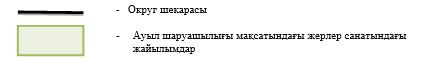 - Округ шекарасы
- Ауыл шаруашылығы мақсатындағы жерлер санатындағы
жайылымдар